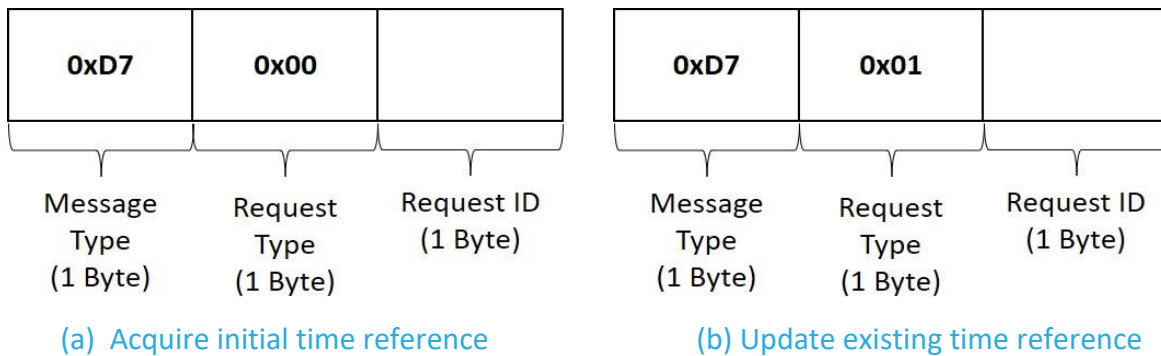 0xD7 0x00
Message Type (1 Byte)
Request Type (1 Byte)
Request ID (1 Byte)
(a) Acquire initial time reference
0xD7 0x01
Message Type (1 Byte)
Request Type (1 Byte)
Request ID (1 Byte)
(b) Update existing time reference